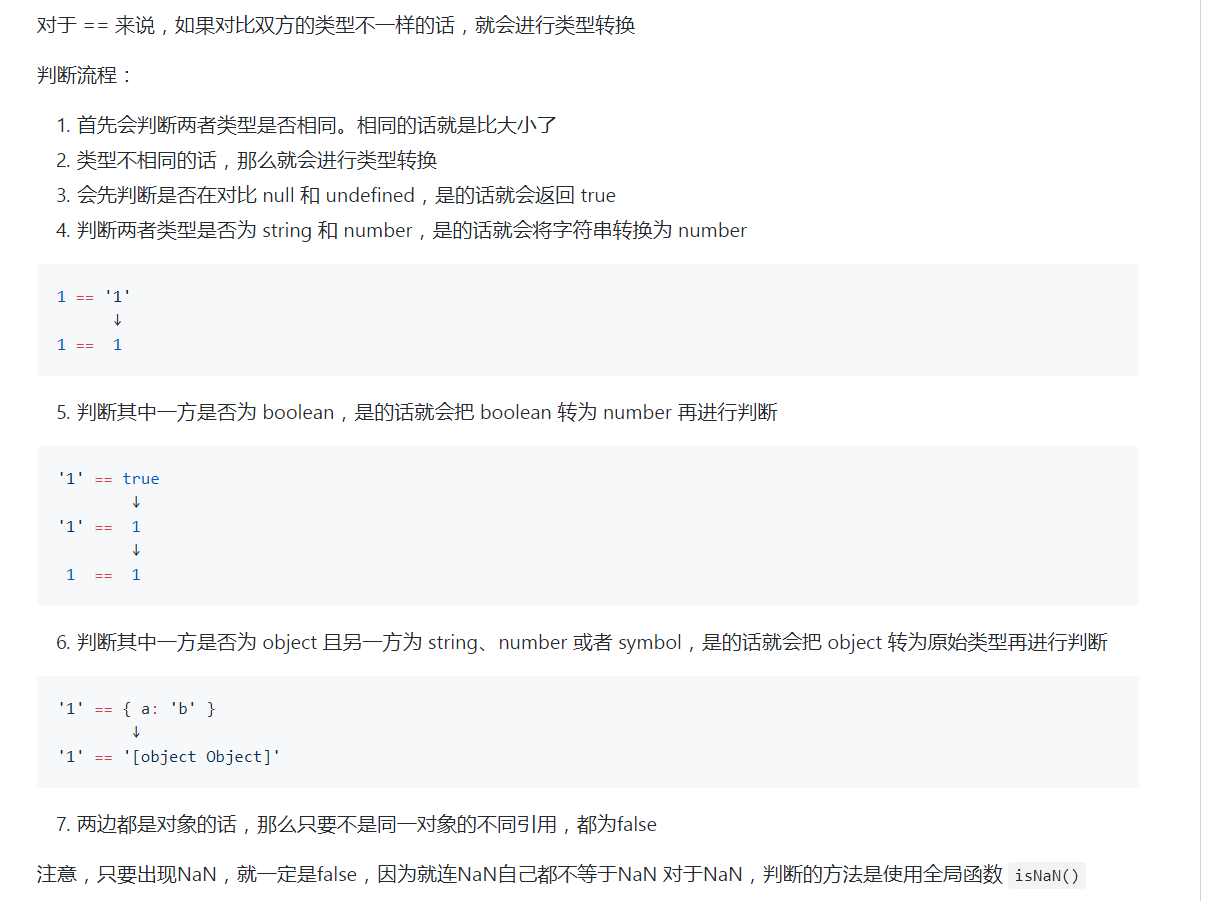 对于 == 来说，如果对比双方的类型不一样的话，就会进行类型转换
判断流程：
1. 首先会判断两者类型是否相同。相同的话就是比大小了
2. 类型不相同的话，那么就会进行类型转换
3. 会先判断是否在对比 null 和 undefined，是的话就会返回 true
4. 判断两者类型是否为 string 和 number，是的话就会将字符串转换为 number
1 == '1'
↓
1 == 1
5. 判断其中一方是否为 boolean，是的话就会把 boolean 转为 number 再进行判断
'1' == true
↓
'1' == 1
↓
1 == 1
6. 判断其中一方是否为 object 且另一方为 string、number 或者 symbol，是的话就会把 object 转为原始类型再进行判断
'1' == { a: 'b' }
↓
'1' == '[object Object]'
7. 两边都是对象的话，那么只要不是同一对象的不同引用，都为false
注意，只要出现NaN，就一定是false，因为就连NaN自己都不等于NaN 对于NaN，判断的方法是使用全局函数 isNaN()